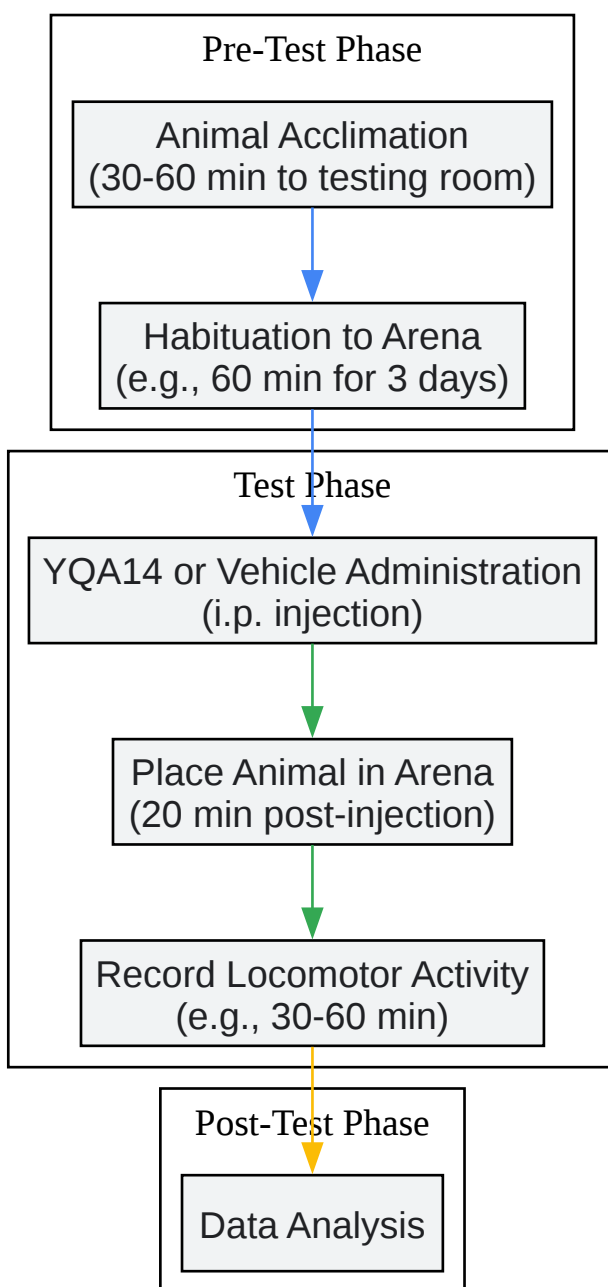 Pre-Test Phase
Animal Acclimation
(30-60 min to testing room)
Habituation to Arena
(e.g., 60 min for 3 days)
Test Phase
YQA14 or Vehicle Administration
(i.p. injection)
Place Animal in Arena
(20 min post-injection)
Record Locomotor Activity
(e.g., 30-60 min)
Post-Test Phase
Data Analysis